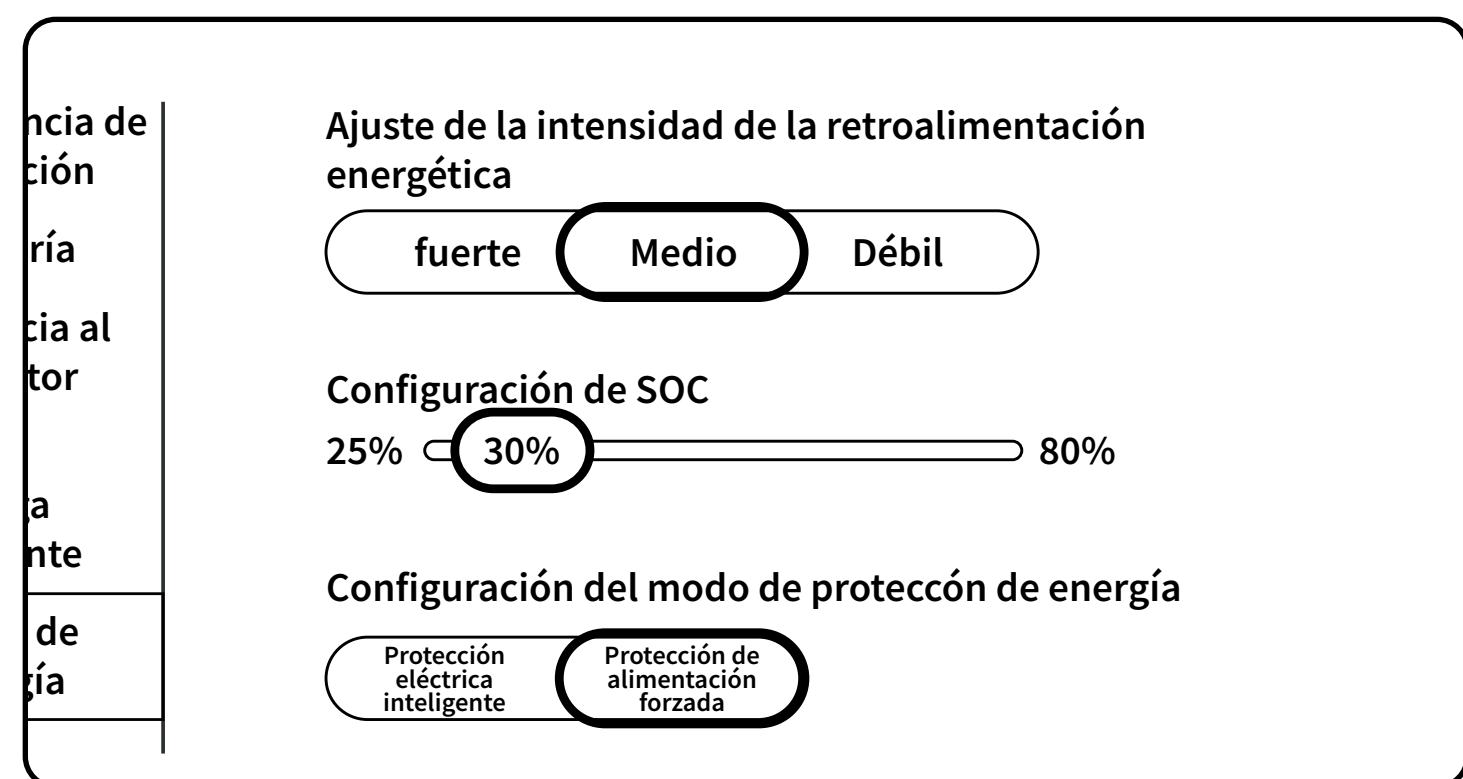 ncia de
ción
ría
cia al
tor
a
nte
de
gía
Ajuste de la intensidad de la retroalimentación
energética
fuerte Medio Débil
Configuración de SOC
25% 30% 80%
Configuración del modo de proteccón de energía
Protección
eléctrica
inteligente
Protección de
alimentación
forzada